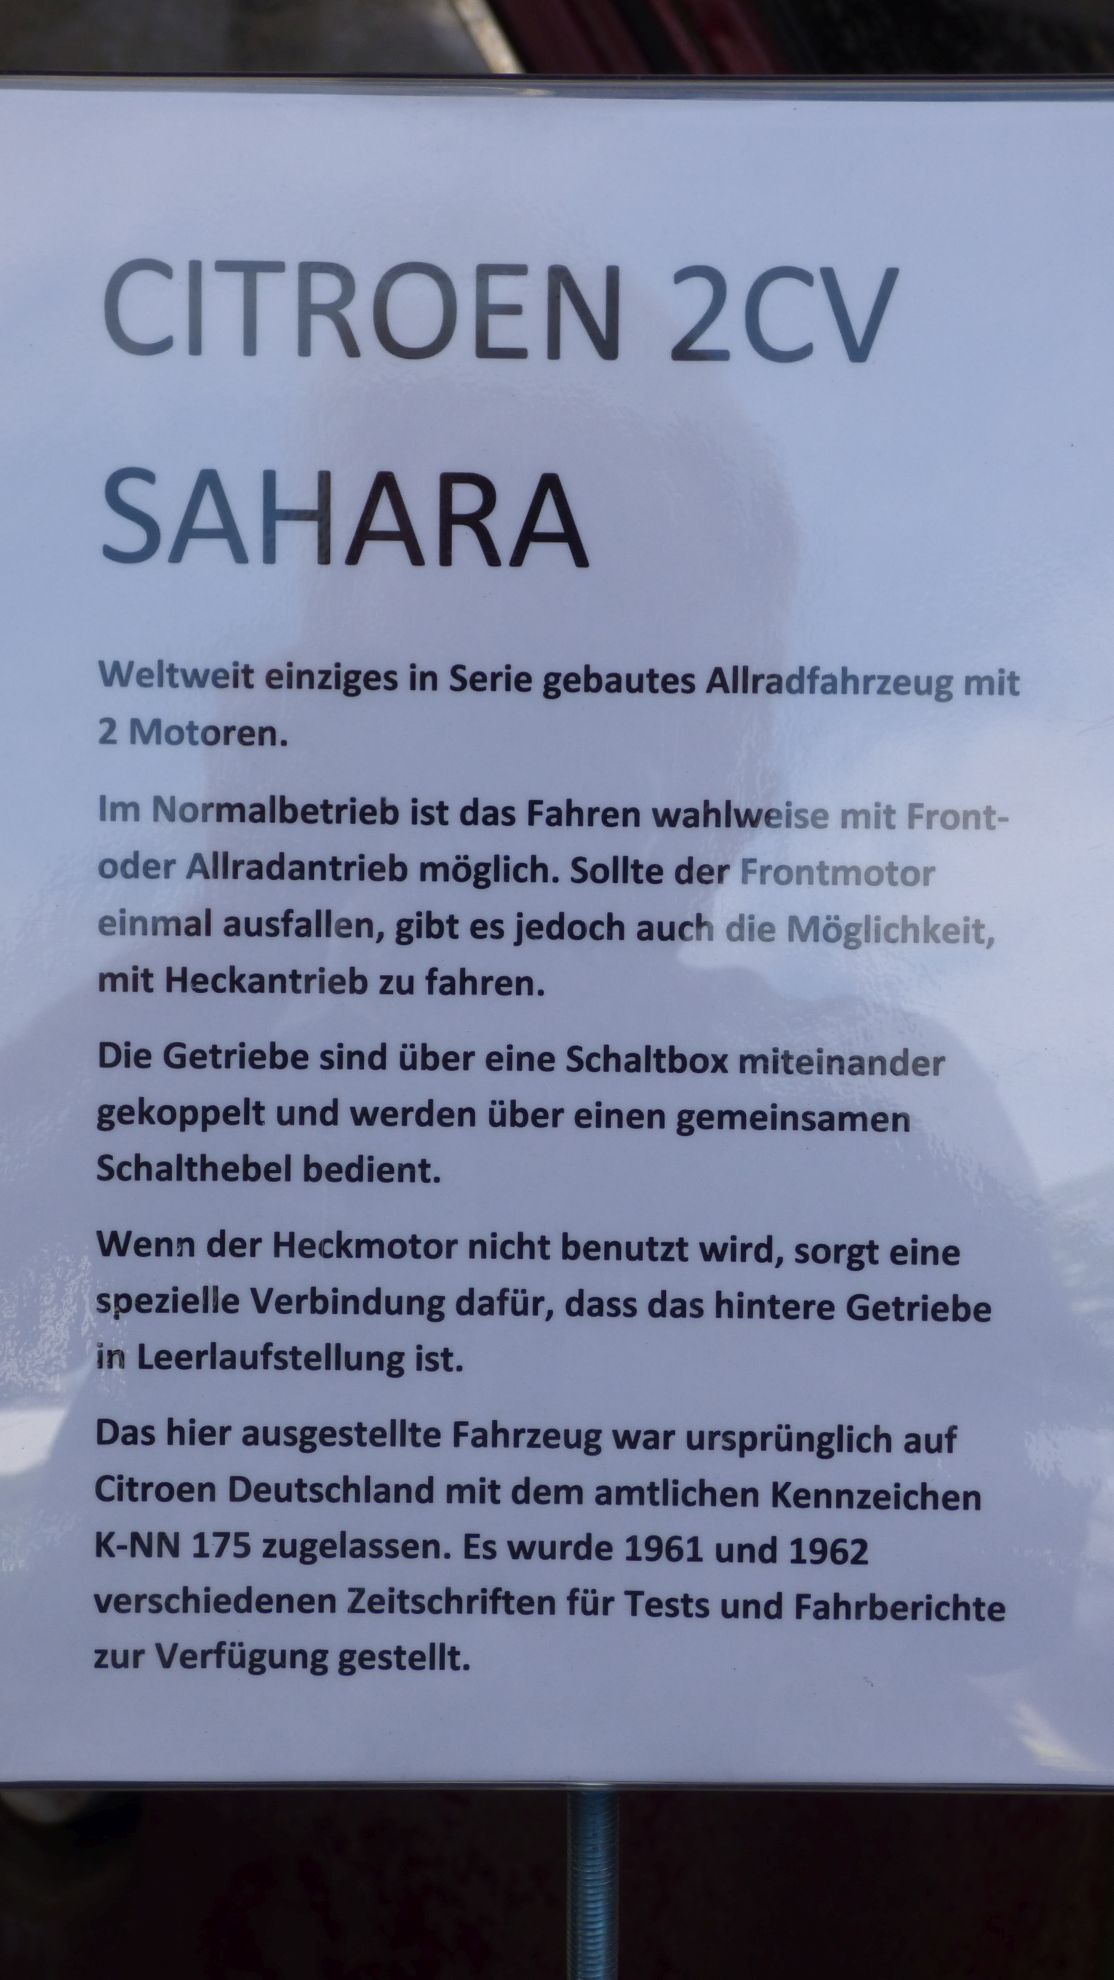 CITROEN 2CV
SAHARA
Weltweit einziges in Serie gebautes Allradfahrzeug mit
2 Motoren.
Im Normalbetrieb ist das Fahren wahlweise mit Front-
oder Allradantrieb möglich. Sollte der Frontmotor
einmal ausfallen, gibt es jedoch auch die Möglichkeit,
mit Heckantrieb zu fahren.
Die Getriebe sind über eine Schaltbox miteinander
gekoppelt und werden über einen gemeinsamen
Schalthebel bedient.
Wenn der Heckmotor nicht benutzt wird, sorgt eine
spezielle Verbindung dafür, dass das hintere Getriebe
in Leerlaufstellung ist.
Das hier ausgestellte Fahrzeug war ursprünglich auf
Citroen Deutschland mit dem amtlichen Kennzeichen
K-NN 175 zugelassen. Es wurde 1961 und 1962
verschiedenen Zeitschriften für Tests und Fahrberichte
zur Verfügung gestellt.